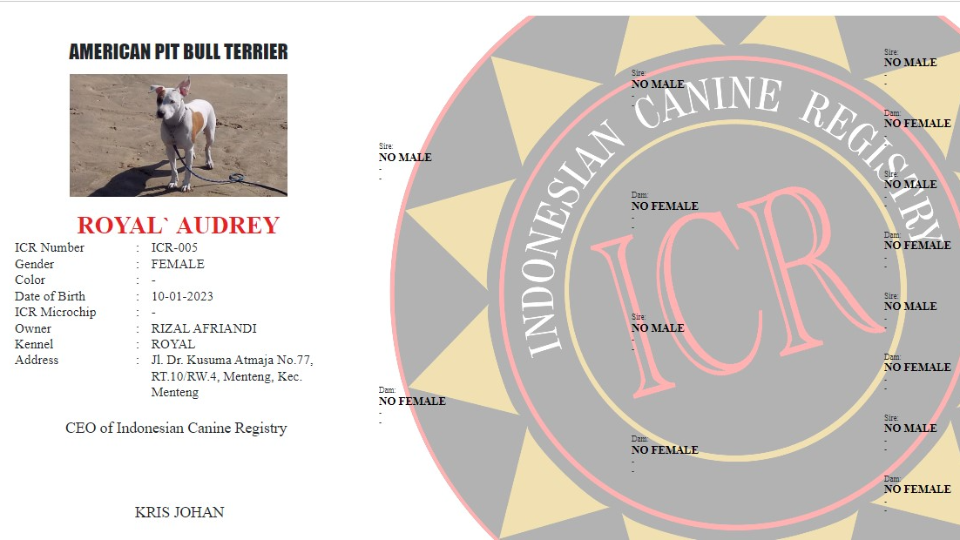 AMERICAN PIT BULL TERRIER
ROYAL` AUDREY
ICR Number : ICR-005
Gender : FEMALE
Color : -
Date of Birth : 10-01-2023
ICR Microchip : -
Owner : RIZAL AFRIANDI
Kennel : ROYAL
Address : Jl. Dr. Kusuma Atmaja No.77,
RT.10/RW.4, Menteng, Kec.
Menteng
CEO of Indonesian Canine Registry
KRIS JOHAN
Sire:
NO MALE
-
-
Dam:
NO FEMALE
-
-
Sire:
NO MALE
-
-
Dam:
NO FEMALE
-
-
Sire:
NO MALE
-
-
Dam:
NO FEMALE
-
-
Sire:
NO MALE
-
-
Dam:
NO FEMALE
-
-
Sire:
NO MALE
-
-
Dam:
NO FEMALE
-
-
Sire:
NO MALE
-
-
Dam:
NO FEMALE
-
-
Sire:
NO MALE
-
-
Dam:
NO FEMALE
-
-
INDONESIAN CANINE REGISTRY
ICR